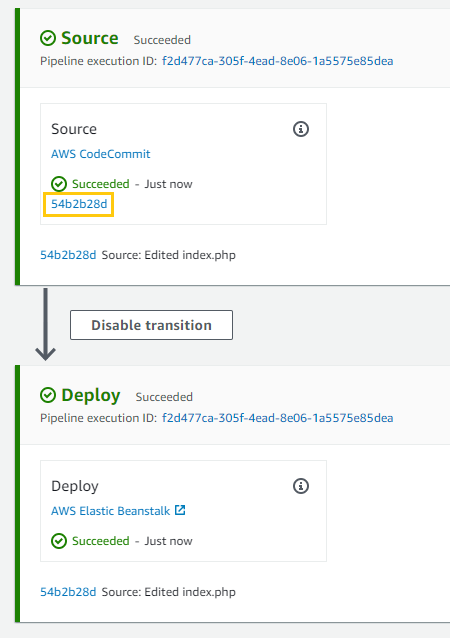 Source Succeeded
Pipeline execution ID: f2d477ca-305f-4ead-8e06-1a5575e85dea
Source
AWS CodeCommit
Succeeded - Just now
54b2b28d
54b2b28d Source: Edited index.php
Disable transition
Deploy Succeeded
Pipeline execution ID: f2d477ca-305f-4ead-8e06-1a5575e85dea
Deploy
AWS Elastic Beanstalk
Succeeded - Just now
54b2b28d Source: Edited index.php